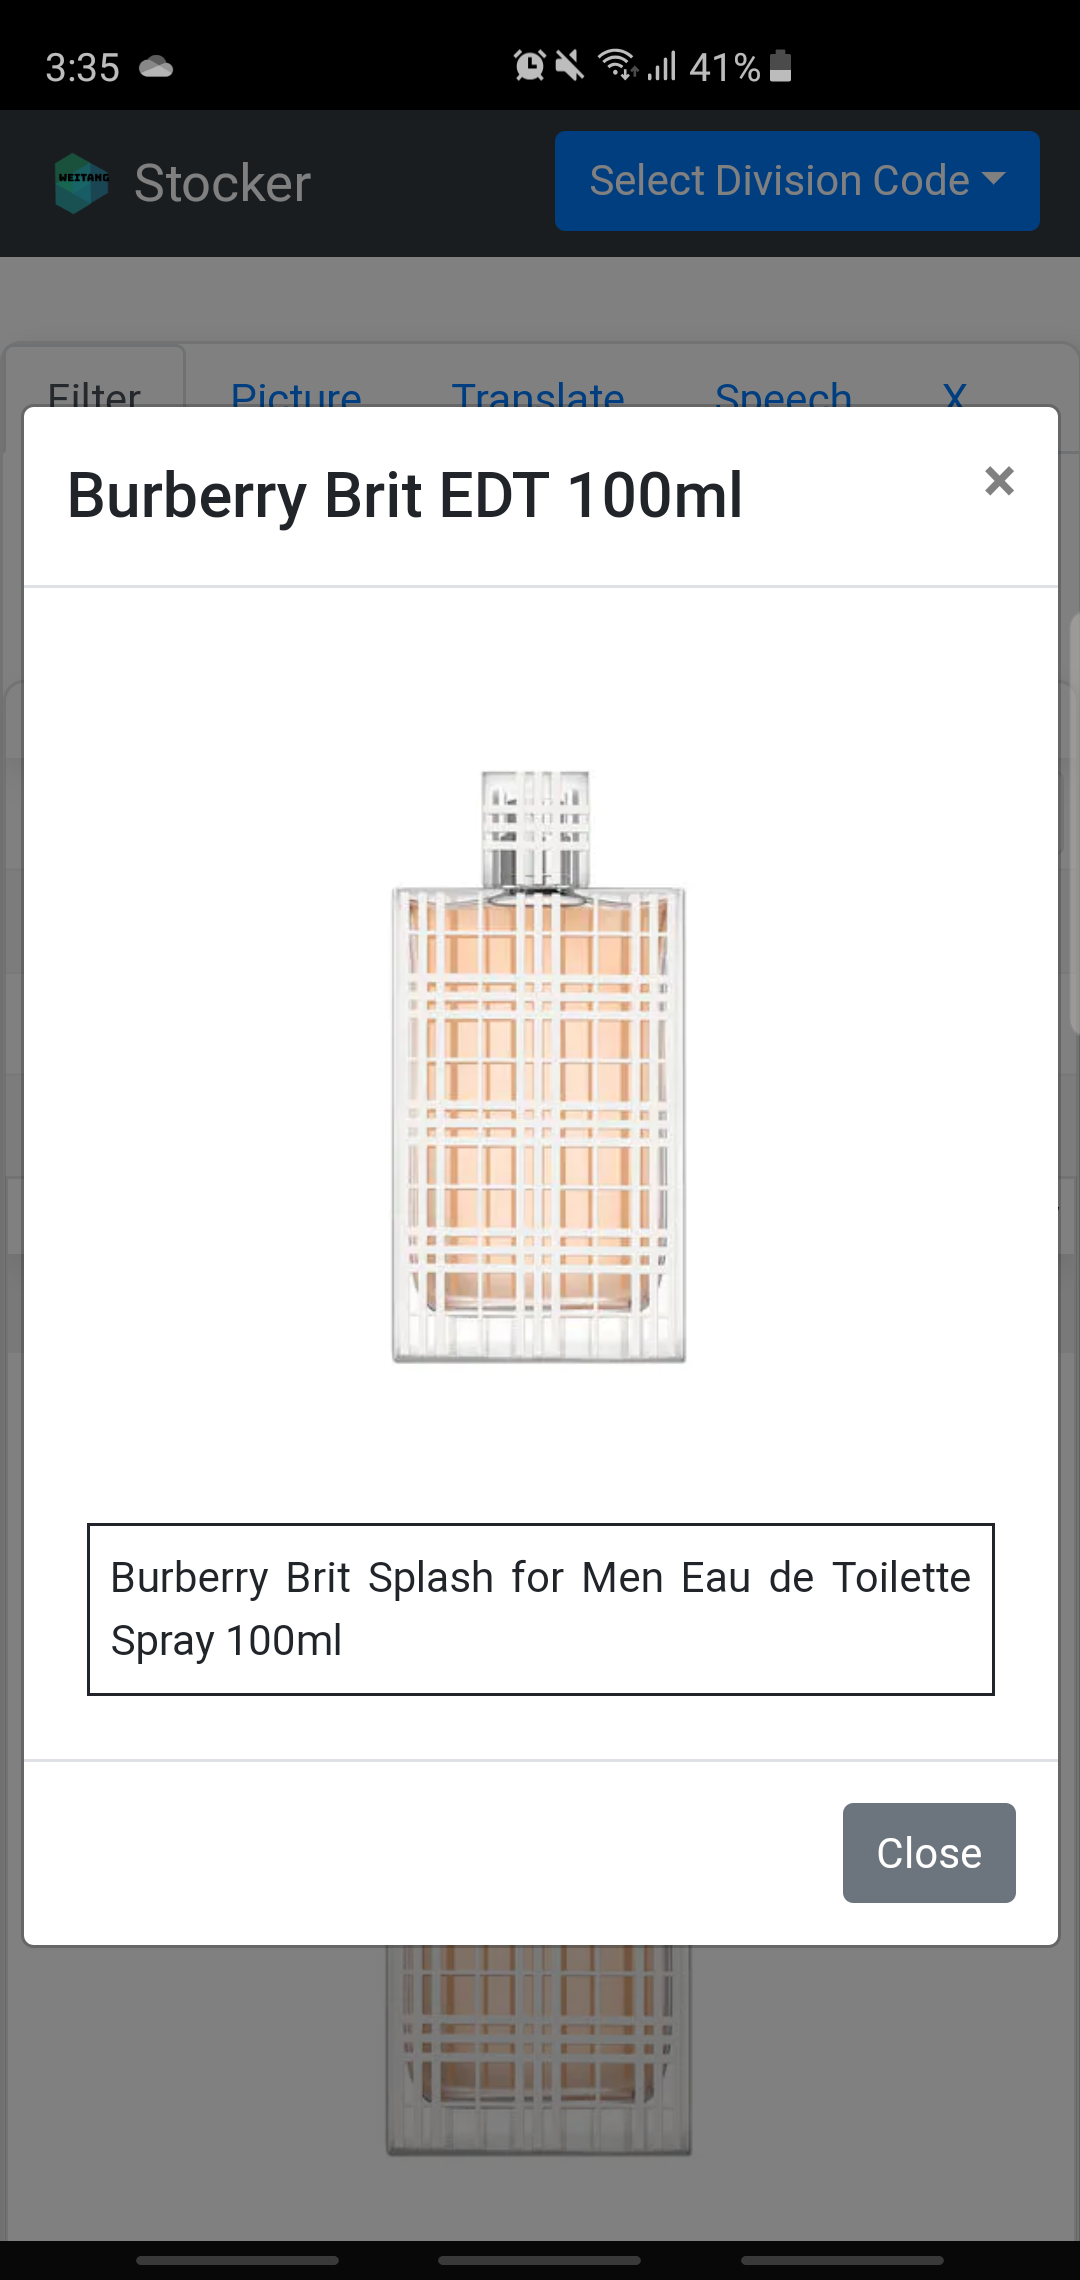 3:35 41%
WEITANG Stocker Select Division Code
Filter Picture Translate Speech X
Burberry Brit EDT 100ml ×
Burberry Brit Splash for Men Eau de Toilette
Spray 100ml
Close